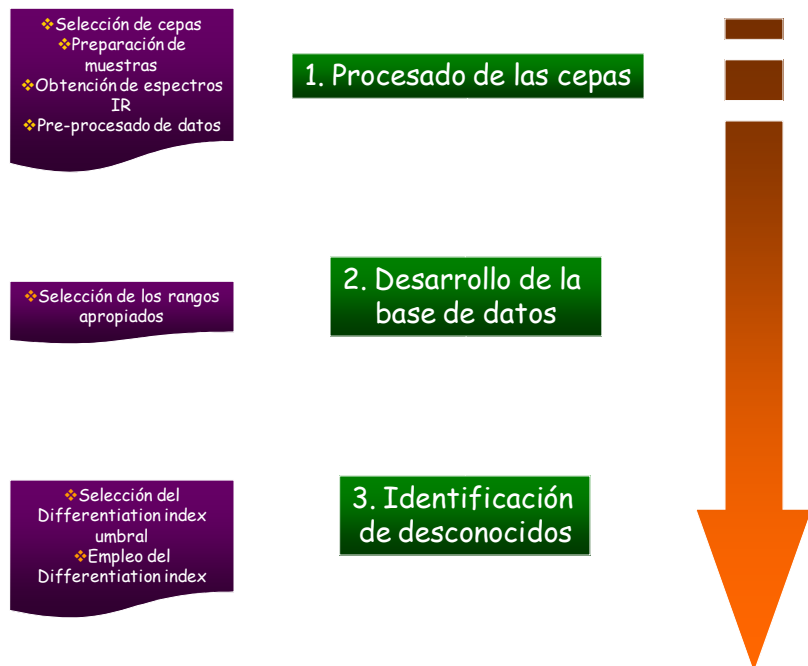 ❖Selección de cepas
❖Preparación de
muestras
❖Obtención de espectros
IR
❖Pre-procesado de datos
1. Procesado de las cepas
❖Selección de los rangos
apropiados
2. Desarrollo de la
base de datos
❖Selección del
Differentiation index
umbral
❖Empleo del
Differentiation index
3. Identificación
de desconocidos